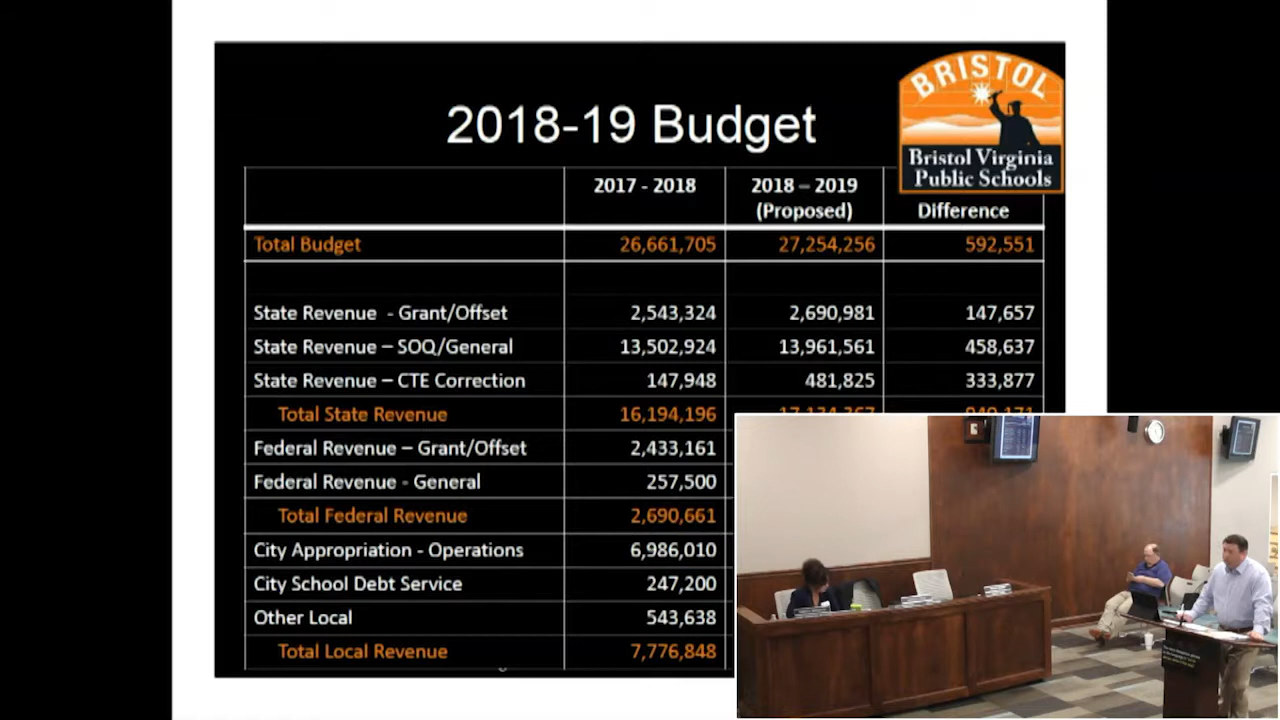 BRISTOL
Bristol Virginia
Public Schools
2018-19 Budget
2017 - 2018 2018 – 2019 (Proposed) Difference
Total Budget 26,661,705 27,254,256 592,551
State Revenue - Grant/Offset 2,543,324 2,690,981 147,657
State Revenue – SOQ/General 13,502,924 13,961,561 458,637
State Revenue – CTE Correction 147,948 481,825 333,877
Total State Revenue 16,194,196
Federal Revenue – Grant/Offset 2,433,161
Federal Revenue - General 257,500
Total Federal Revenue 2,690,661
City Appropriation - Operations 6,986,010
City School Debt Service 247,200
Other Local 543,638
Total Local Revenue 7,776,848